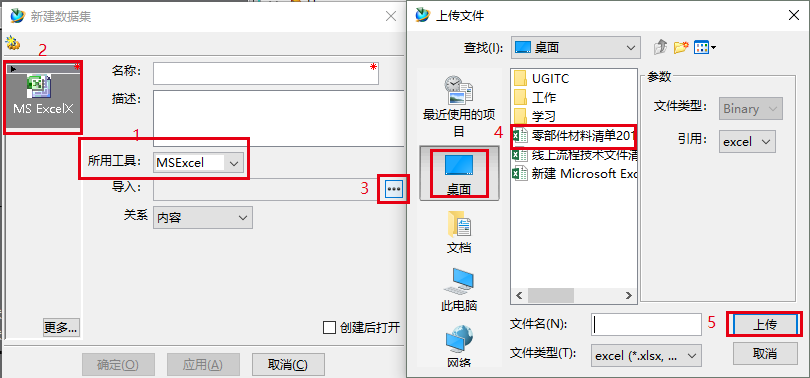 新建数据集
2
MS ExcelX
名称:
*
描述:
1
所用工具:
MSExcel
导入:
3
关系
内容
更多...
创建后打开
确定(O)
应用(A)
取消(C)
上传文件
查找(I):
桌面
最近使用的项目
桌面
文档
此电脑
网络
UGITC
工作
学习
4
零部件材料清单201
线上流程技术文件清
新建 Microsoft Exc
参数
文件类型:
Binary
引用:
excel
文件名(N):
5
上传
文件类型(T):
excel (*.xlsx, ...
取消